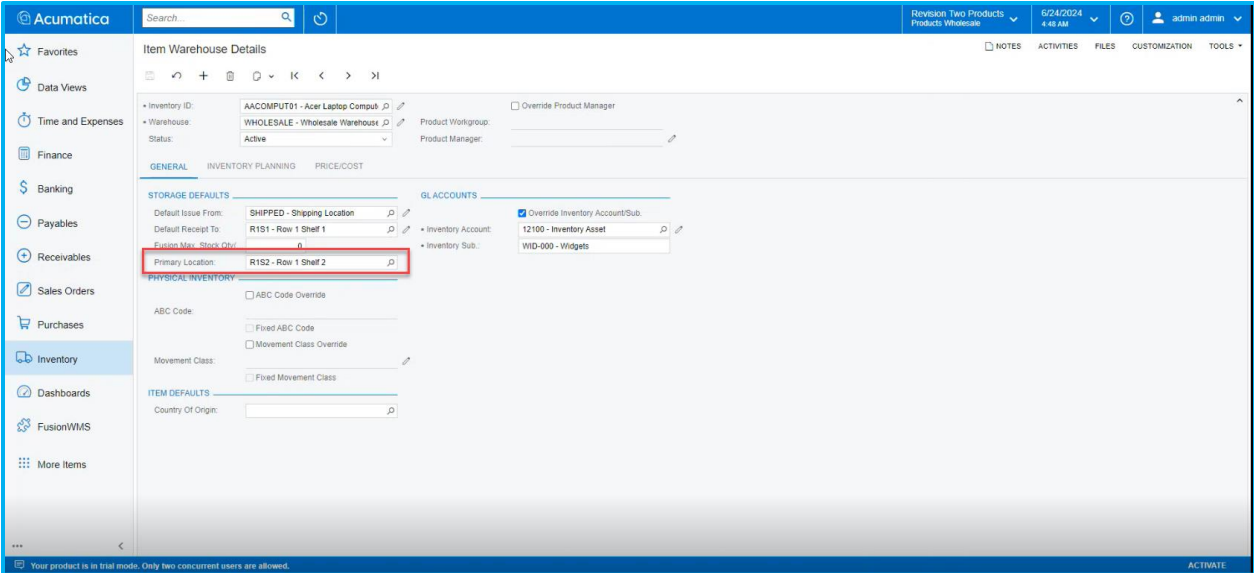 Acumatica
Search...
Revision Two Products
Products Wholesale
6/24/2024
4:48 AM
admin admin
Favorites
Data Views
Time and Expenses
Finance
Banking
Payables
Receivables
Sales Orders
Purchases
Inventory
Dashboards
FusionWMS
More Items
Item Warehouse Details
NOTES ACTIVITIES FILES CUSTOMIZATION TOOLS
Inventory ID: AACOMPUT01 - Acer Laptop Compute
Warehouse: WHOLESALE - Wholesale Warehouse
Status: Active
Override Product Manager
Product Workgroup:
Product Manager:
GENERAL INVENTORY PLANNING PRICE/COST
STORAGE DEFAULTS
Default Issue From: SHIPPED - Shipping Location
Default Receipt To: R1S1 - Row 1 Shelf 1
Fusion Max. Stock Qty/ 0
Primary Location: R1S2 - Row 1 Shelf 2
PHYSICAL INVENTORY
ABC Code Override
ABC Code:
Fixed ABC Code
Movement Class Override
Movement Class:
Fixed Movement Class
ITEM DEFAULTS
Country Of Origin:
GL ACCOUNTS
Override Inventory Account/Sub.
Inventory Account: 12100 - Inventory Asset
Inventory Sub.: WID-000 - Widgets
Your product is in trial mode. Only two concurrent users are allowed.
ACTIVATE